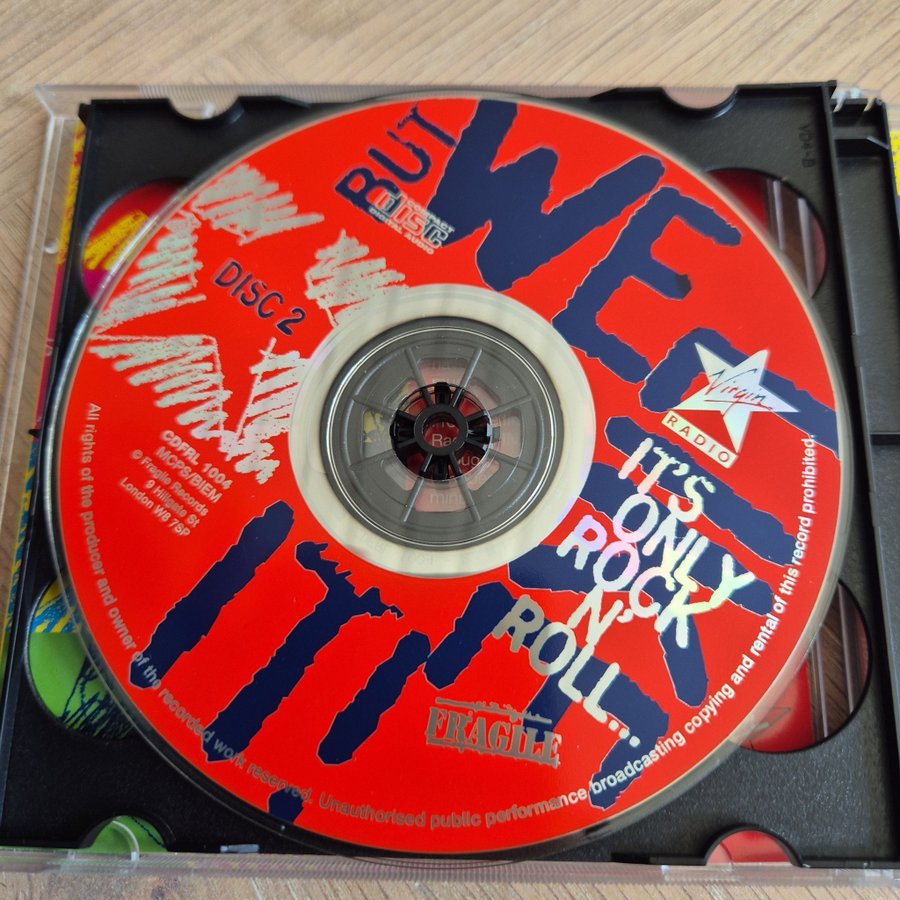 BUT
WE
LIKE
IT!
COMPACT
disc
DIGITAL AUDIO
DISC 2
Virgin
RADIO
IT'S
ONLY
ROCK
N'
ROLL...
CDFRL 1004
MCPS/BIEM
© Fragile Records
9 Hillgate St
London W8 7SP
FRAGILE
All rights of the producer and owner of the recorded work reserved. Unauthorised public performance broadcasting copying and rental of this record prohibited.